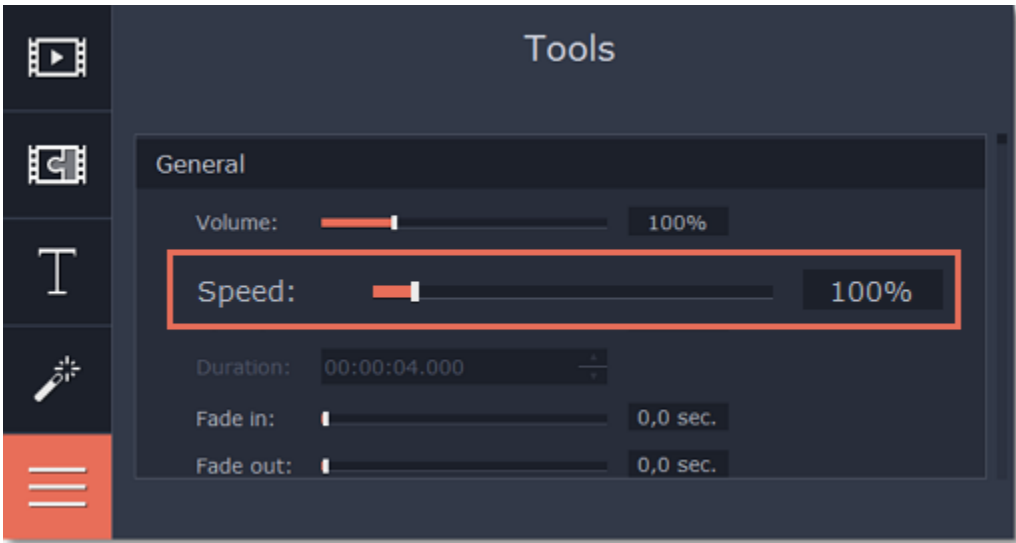 Tools
General
Volume: 100%
Speed: 100%
T
Duration: 00:00:04.000
Fade in: 0,0 sec.
Fade out: 0,0 sec.